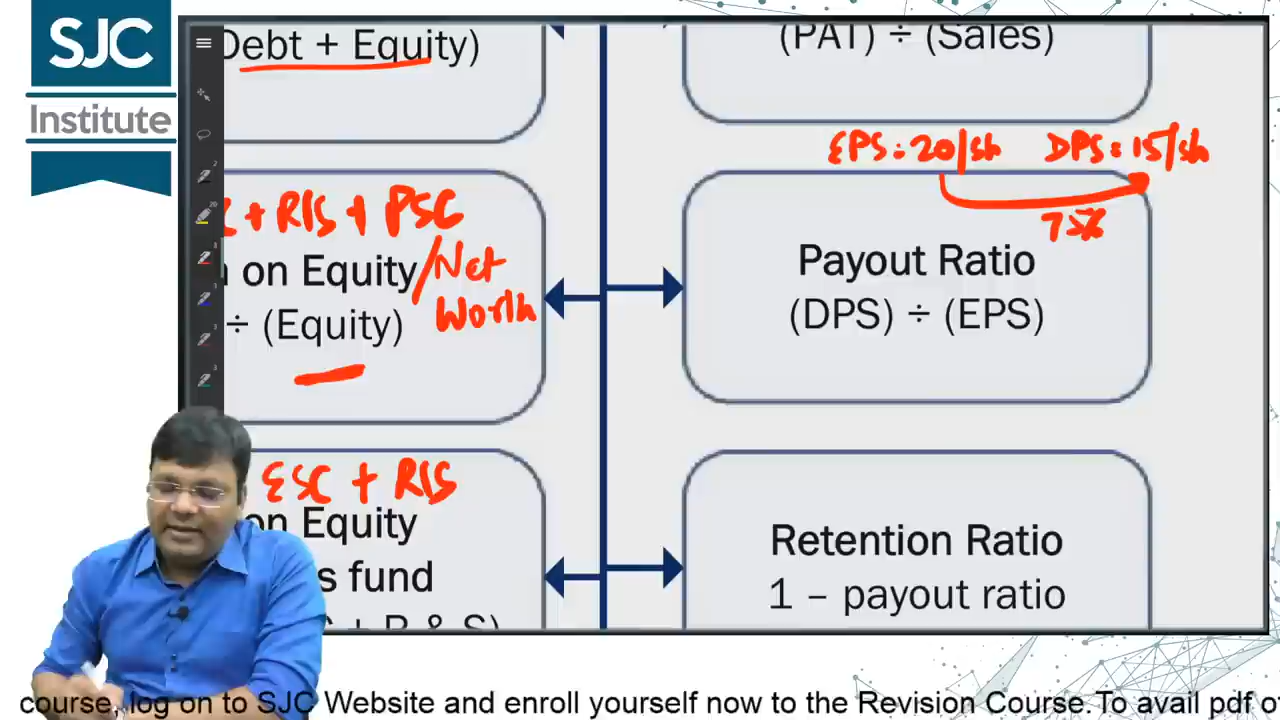 SJC
Institute
Debt + Equity)
+ R/S + PSC
on Equity
/Net
Worth
÷ (Equity)
ESC + R/S
on Equity
s fund
+ R & S)
(PAT) ÷ (Sales)
EPS: 20/sh DPS: 15/sh
75%
Payout Ratio
(DPS) ÷ (EPS)
Retention Ratio
1 – payout ratio
course, log on to SJC Website and enroll yourself now to the Revision Course.To avail pdf o